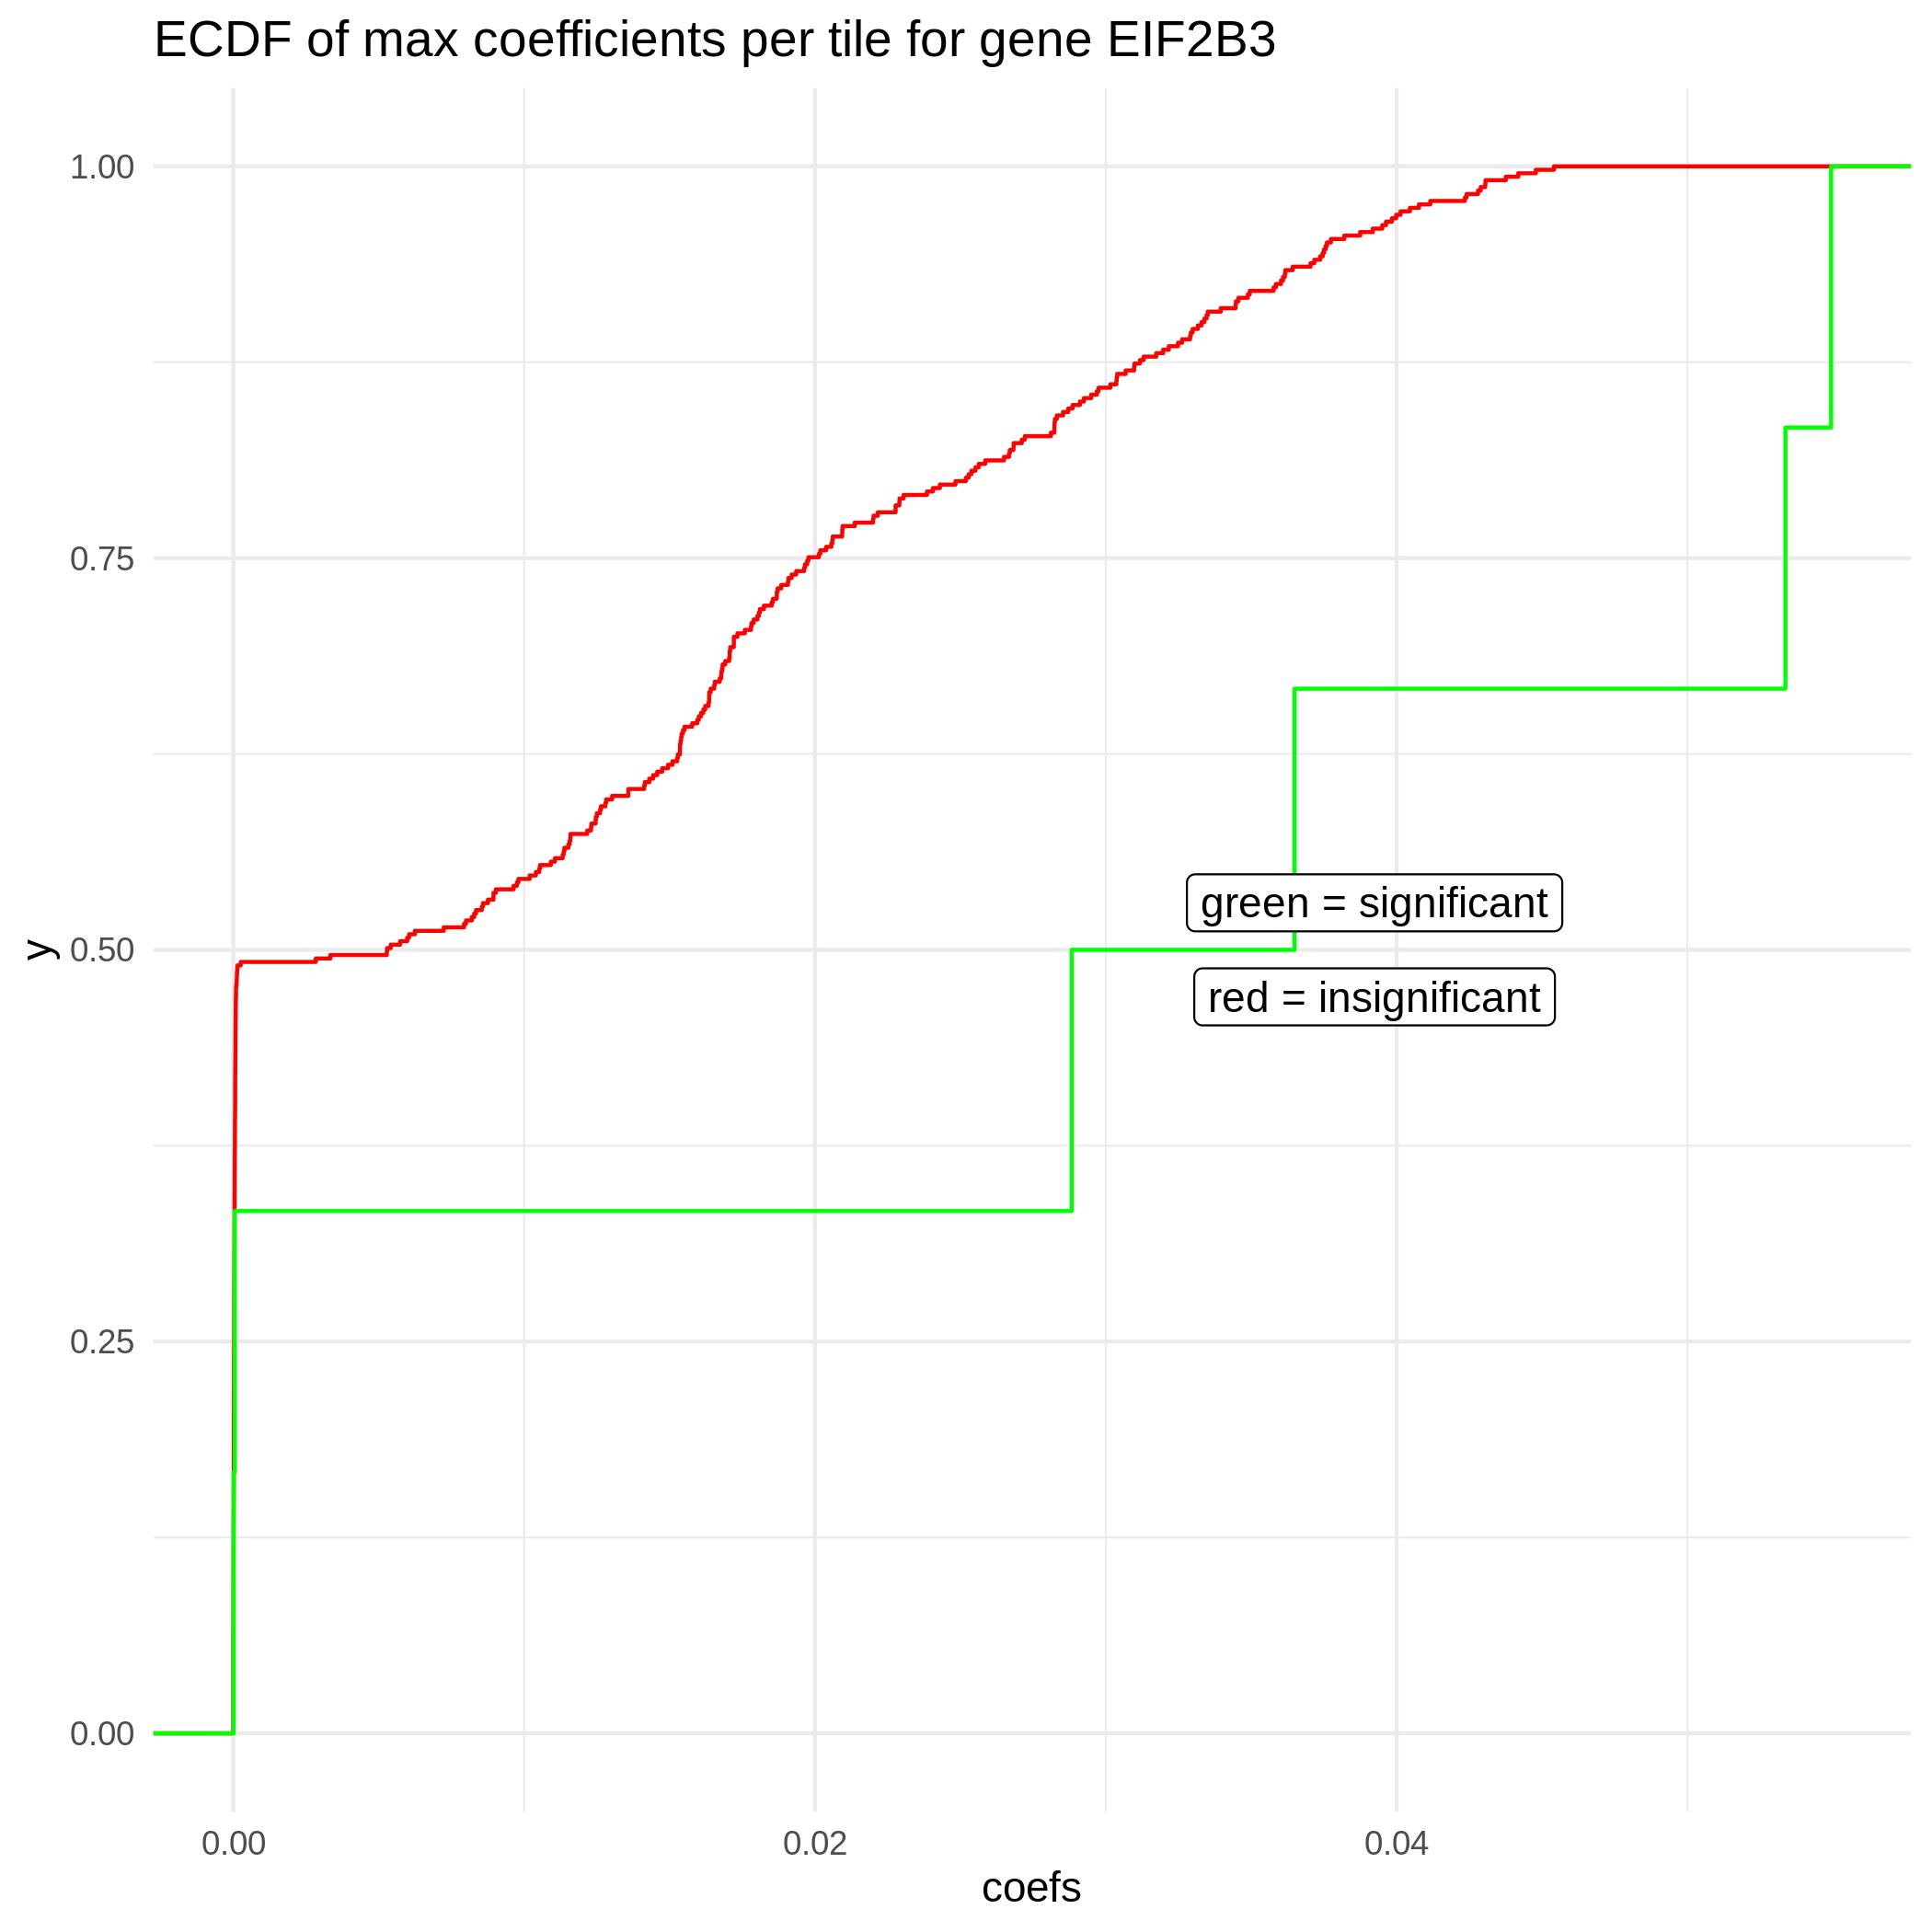 ECDF of max coefficients per tile for gene EIF2B3
1.00
0.75
0.50
0.25
0.00
y
green = significant
red = insignificant
0.00
0.02
0.04
coefs